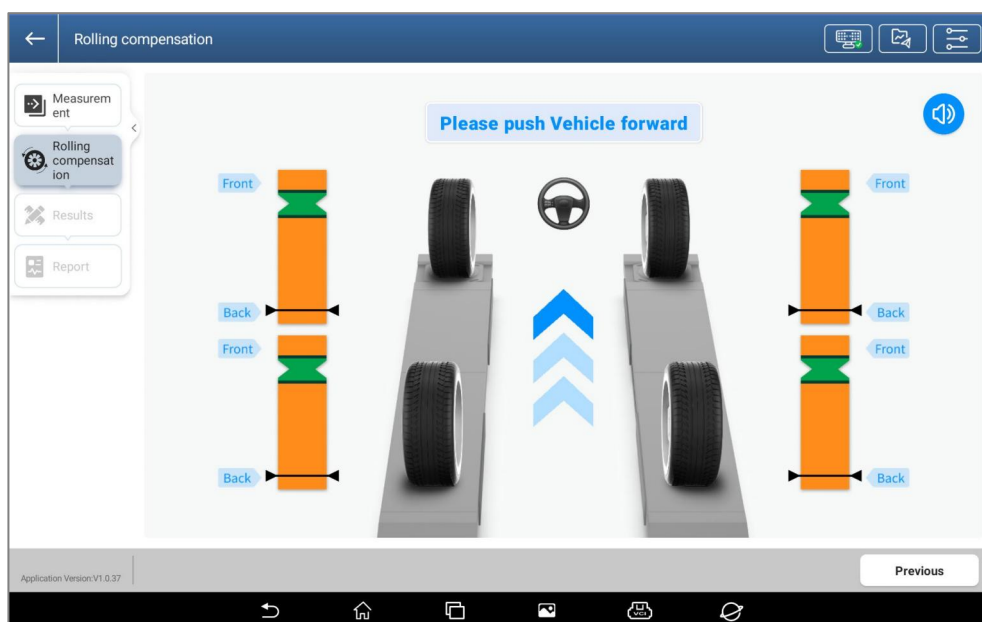 Rolling compensation
Measurem
ent
Rolling
compensat
ion
Results
Report
Please push Vehicle forward
Front
Front
Back
Back
Front
Front
Back
Back
Application Version:V1.0.37
Previous
VCI